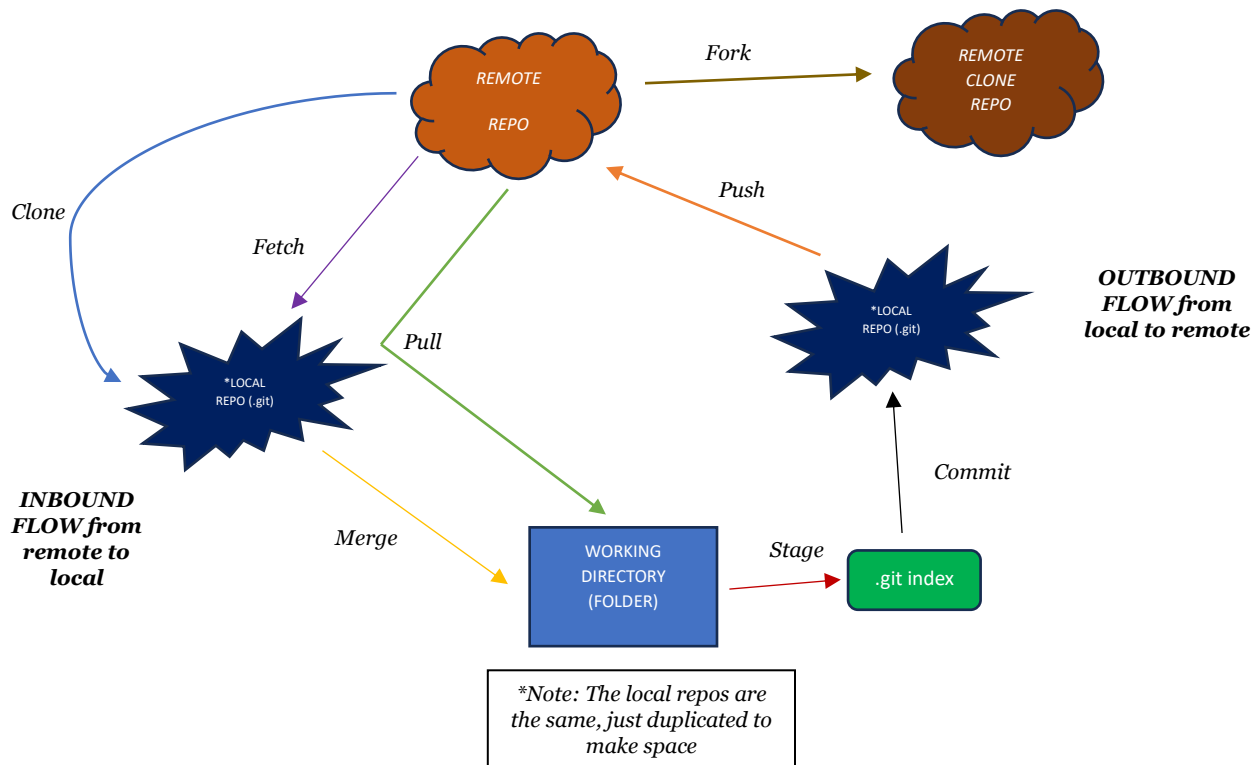 REMOTE
REPO
Fork
REMOTE
CLONE
REPO
Clone
Fetch
Push
Pull
*LOCAL
REPO (.git)
*LOCAL
REPO (.git)
OUTBOUND
FLOW from
local to remote
INBOUND
FLOW from
remote to
local
Merge
Commit
WORKING
DIRECTORY
(FOLDER)
Stage
.git index
*Note: The local repos are
the same, just duplicated to
make space